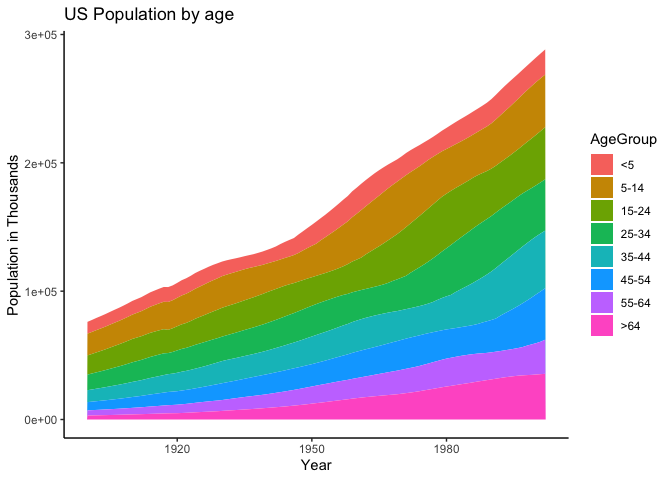 US Population by age
3e+05
2e+05
1e+05
0e+00
Population in Thousands
1920
1950
1980
Year
AgeGroup
<5
5-14
15-24
25-34
35-44
45-54
55-64
>64